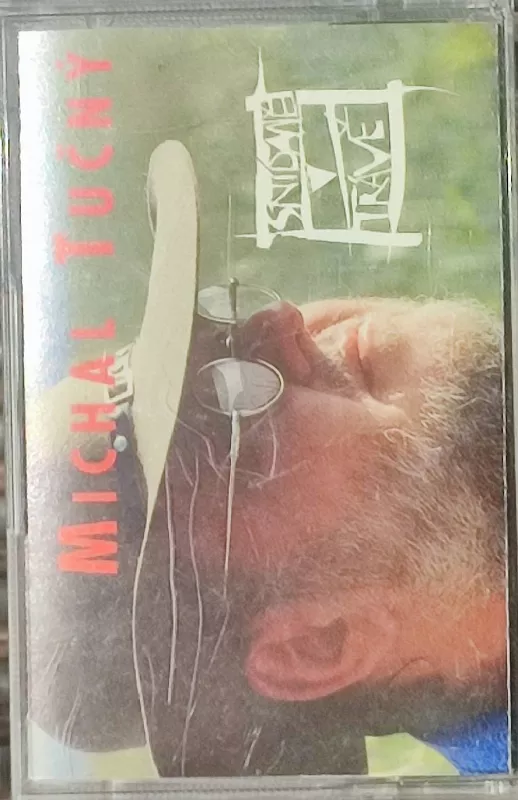 MICHAL TUČNÝ
SNÍDANĚ
V
TRÁVĚ